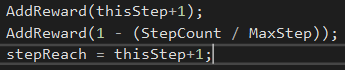 AddReward(thisStep+1);
AddReward(1 - (StepCount / MaxStep));
stepReach = thisStep+1;